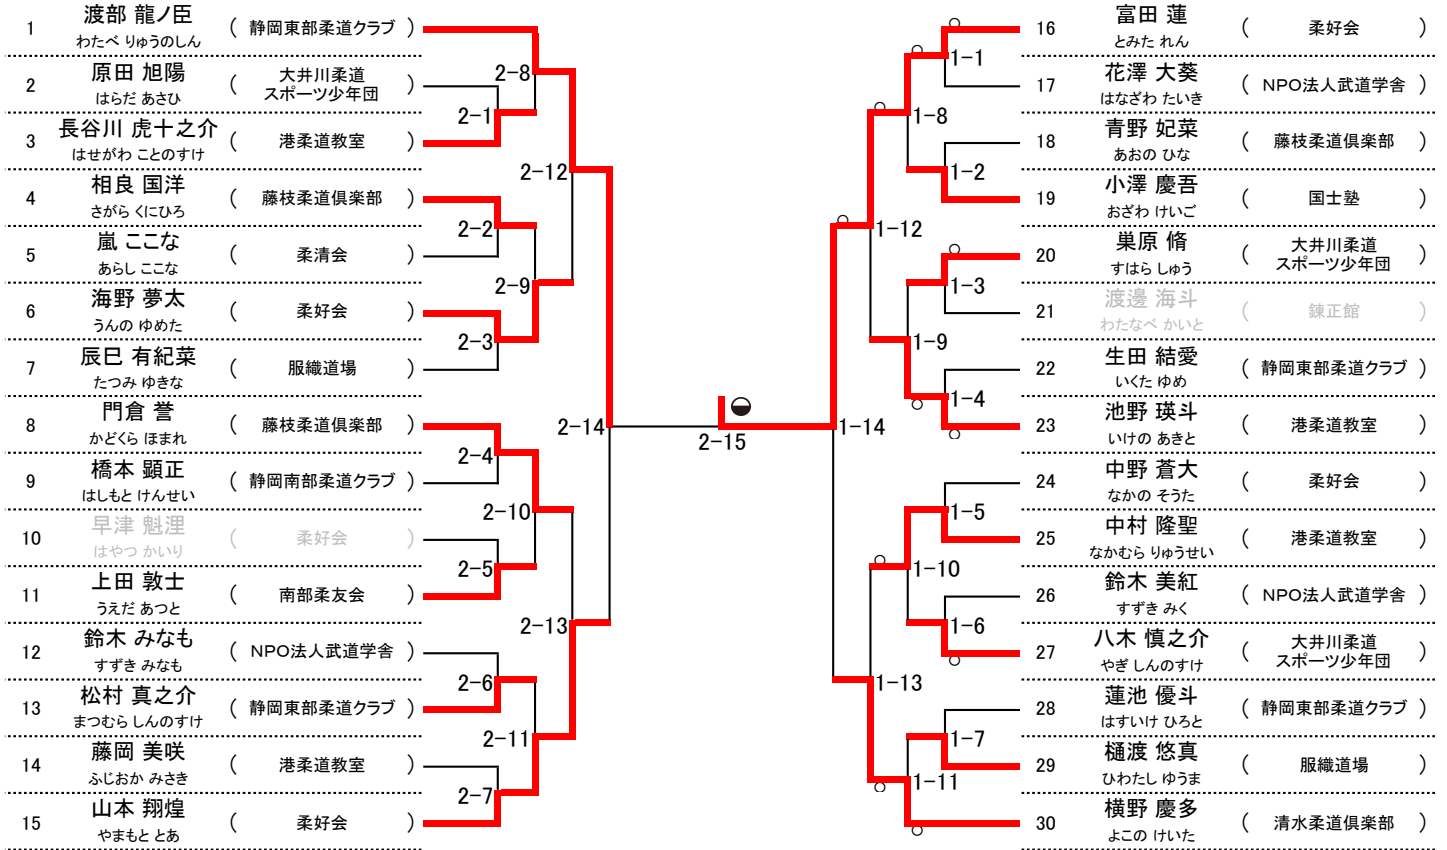 1 渡部 龍ノ臣 ( 静岡東部柔道クラブ )
わたべ りゅうのしん
2 原田 旭陽 ( 大井川柔道 スポーツ少年団 )
はらだ あさひ
3 長谷川 虎十之介 ( 港柔道教室 )
はせがわ ことのすけ
4 相良 国洋 ( 藤枝柔道倶楽部 )
さがら くにひろ
5 嵐 ここな ( 柔清会 )
あらし ここな
6 海野 夢太 ( 柔好会 )
うんの ゆめた
7 辰巳 有紀菜 ( 服織道場 )
たつみ ゆきな
8 門倉 誉 ( 藤枝柔道倶楽部 )
かどくら ほまれ
9 橋本 顕正 ( 静岡南部柔道クラブ )
はしもと けんせい
10 早津 魁浬 ( 柔好会 )
はやつ かいり
11 上田 敦士 ( 南部柔友会 )
うえだ あつと
12 鈴木 みなも ( NPO法人武道学舎 )
すずき みなも
13 松村 真之介 ( 静岡東部柔道クラブ )
まつむら しんのすけ
14 藤岡 美咲 ( 港柔道教室 )
ふじおか みさき
15 山本 翔煌 ( 柔好会 )
やまもと とあ
2-8
2-1
2-12
2-2
2-9
2-3
2-14
2-4
2-10
2-5
2-13
2-6
2-11
2-7
2-15
1-1
1-8
1-2
1-12
1-3
1-9
1-4
1-14
1-5
1-10
1-6
1-13
1-7
1-11
16 富田 蓮 ( 柔好会 )
とみた れん
17 花澤 大葵 ( NPO法人武道学舎 )
はなざわ たいき
18 青野 妃菜 ( 藤枝柔道倶楽部 )
あおの ひな
19 小澤 慶吾 ( 国士塾 )
おざわ けいご
20 巣原 脩 ( 大井川柔道 スポーツ少年団 )
すはら しゅう
21 渡邊 海斗 ( 錬正館 )
わたなべ かいと
22 生田 結愛 ( 静岡東部柔道クラブ )
いくた ゆめ
23 池野 瑛斗 ( 港柔道教室 )
いけの あきと
24 中野 蒼大 ( 柔好会 )
なかの そうた
25 中村 隆聖 ( 港柔道教室 )
なかむら りゅうせい
26 鈴木 美紅 ( NPO法人武道学舎 )
すずき みく
27 八木 慎之介 ( 大井川柔道 スポーツ少年団 )
やぎ しんのすけ
28 蓮池 優斗 ( 静岡東部柔道クラブ )
はすいけ ひろと
29 樋渡 悠真 ( 服織道場 )
ひわたし ゆうま
30 横野 慶多 ( 清水柔道倶楽部 )
よこの けいた